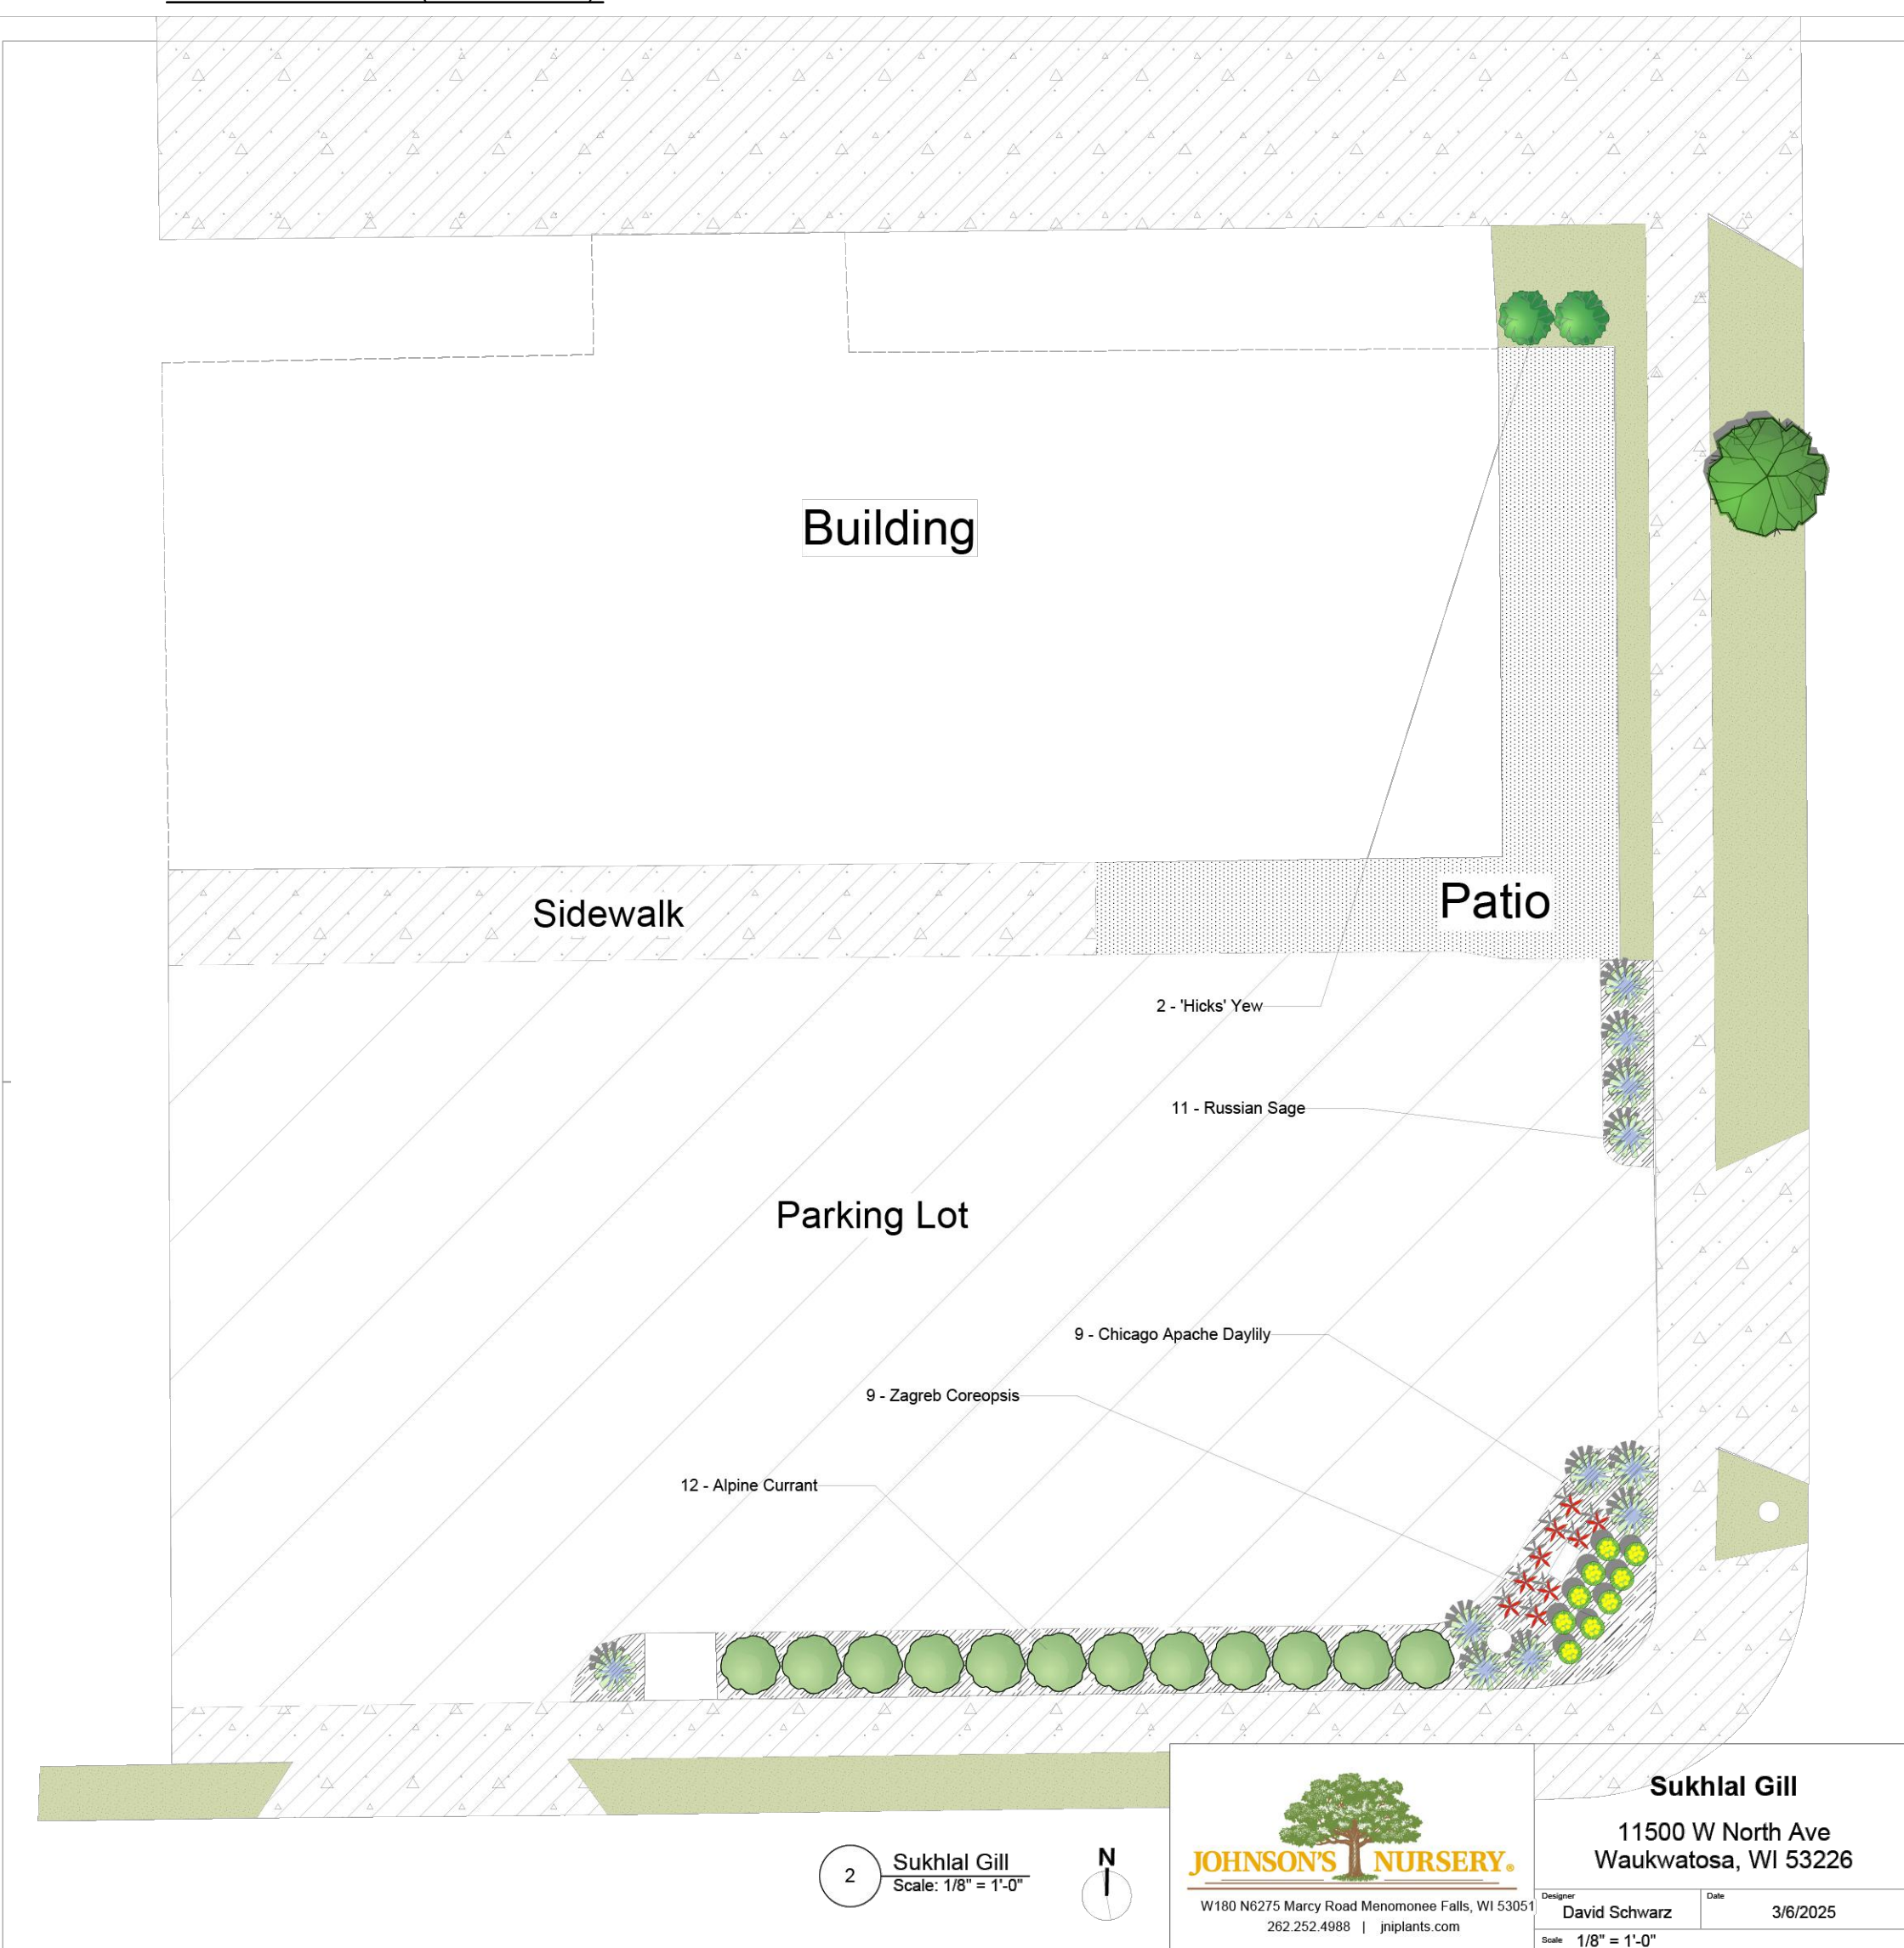 Building
Sidewalk
Patio
2 - 'Hicks' Yew
11 - Russian Sage
Parking Lot
9 - Chicago Apache Daylily
9 - Zagreb Coreopsis
12 - Alpine Currant
2
Sukhlal Gill
Scale: 1/8" = 1'-0"
N
JOHNSON'S NURSERY®
W180 N6275 Marcy Road Menomonee Falls, WI 53051
262.252.4988 | jniplants.com
Sukhlal Gill
11500 W North Ave
Waukwatosa, WI 53226
Designer
David Schwarz
Date
3/6/2025
Scale 1/8" = 1'-0"